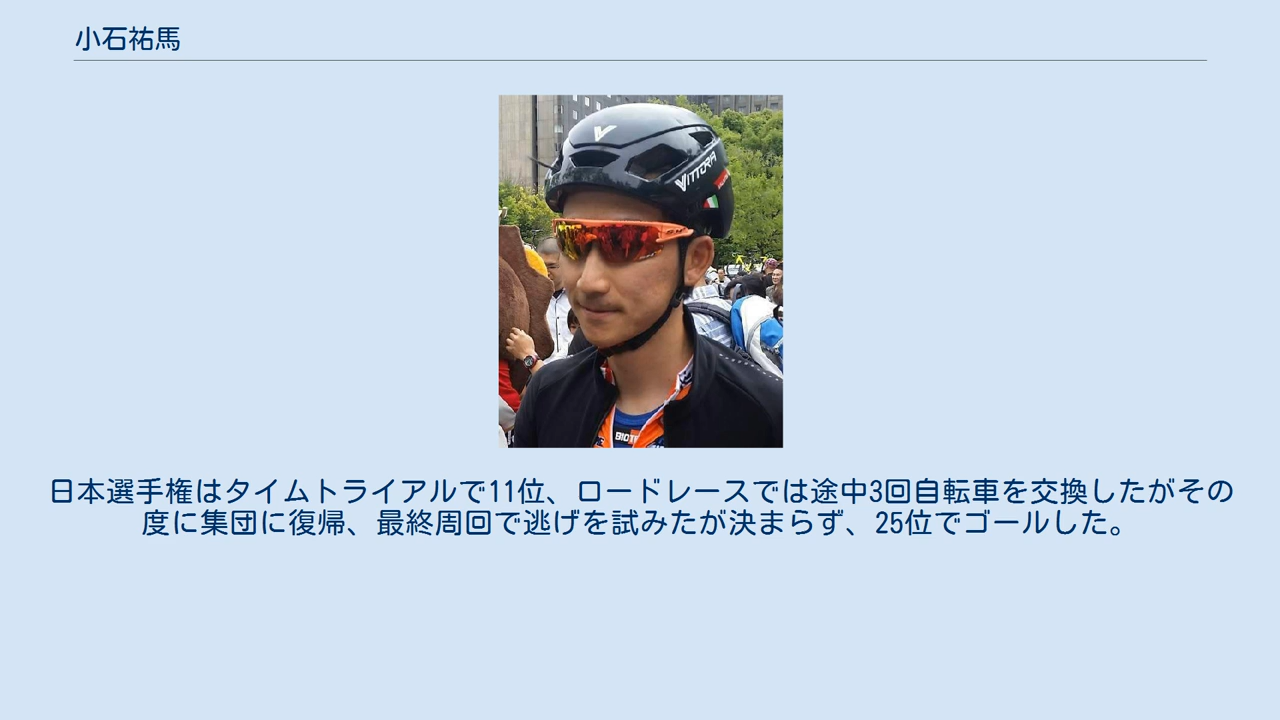 小石祐馬
VITTORIA
日本選手権はタイムトライアルで11位、ロードレースでは途中3回自転車を交換したがその
度に集団に復帰、最終周回で逃げを試みたが決まらず、25位でゴールした。